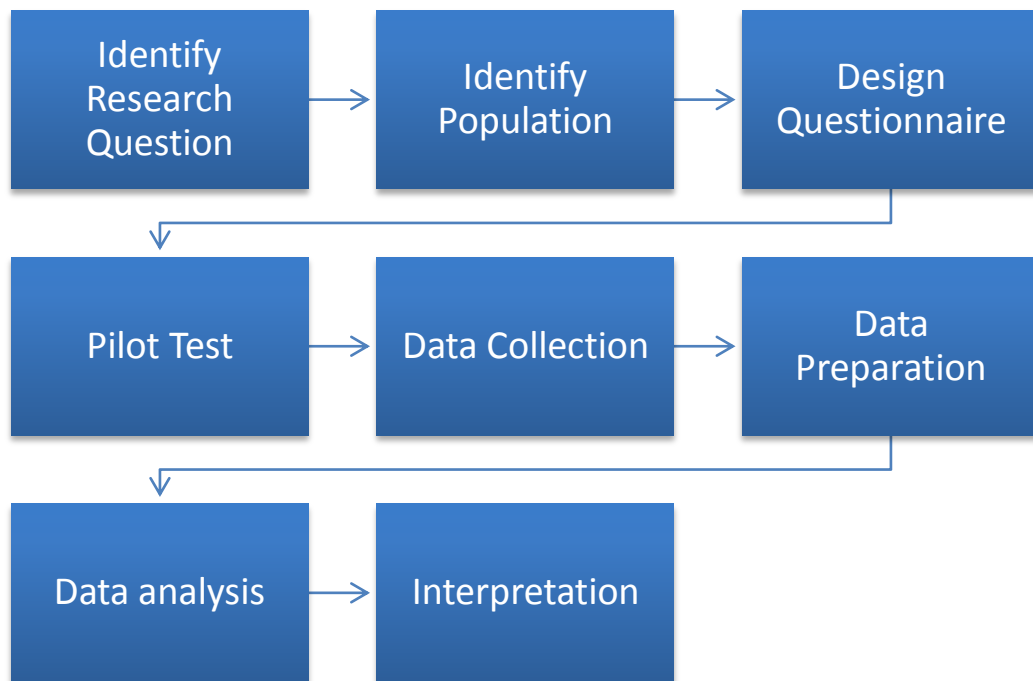 Identify
Research
Question
Identify
Population
Design
Questionnaire
Pilot Test
Data Collection
Data
Preparation
Data analysis
Interpretation